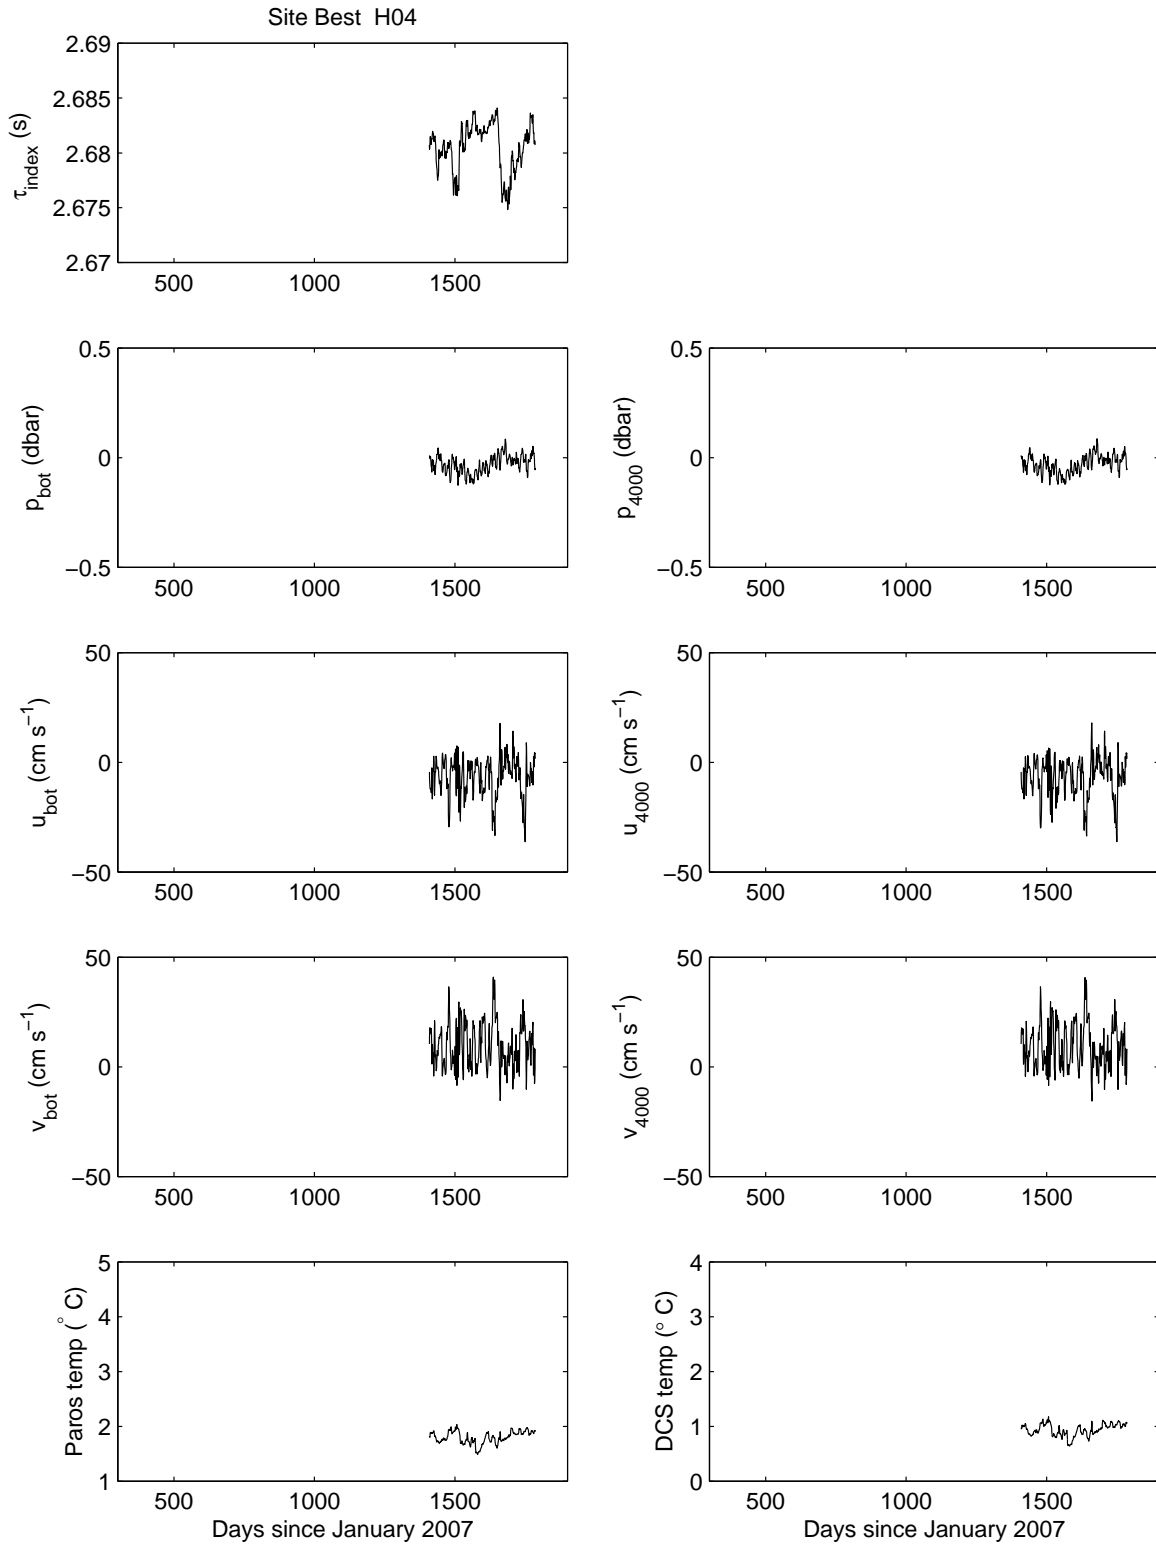 Site Best H04
2.69
2.685
2.68
2.675
2.67
τindex (s)
500 1000 1500
0.5
0
−0.5
pbot (dbar)
500 1000 1500
0.5
0
−0.5
p4000 (dbar)
500 1000 1500
50
0
−50
ubot (cm s−1)
500 1000 1500
50
0
−50
u4000 (cm s−1)
500 1000 1500
50
0
−50
vbot (cm s−1)
500 1000 1500
50
0
−50
v4000 (cm s−1)
500 1000 1500
5
4
3
2
1
Paros temp (° C)
500 1000 1500
Days since January 2007
4
3
2
1
0
DCS temp (° C)
500 1000 1500
Days since January 2007